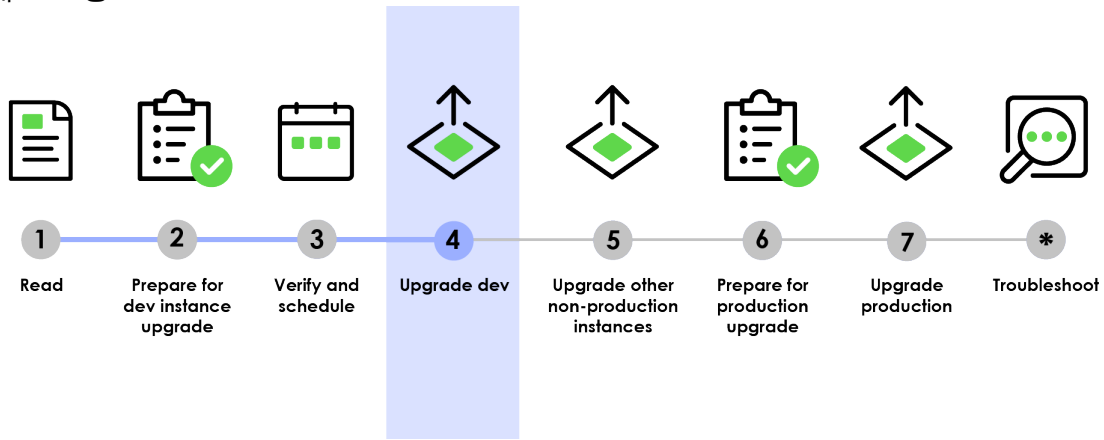 1
2
3
4
5
6
7
*
Read
Prepare for
dev instance
upgrade
Verify and
schedule
Upgrade dev
Upgrade other
non-production
instances
Prepare for
production
upgrade
Upgrade
production
Troubleshoot